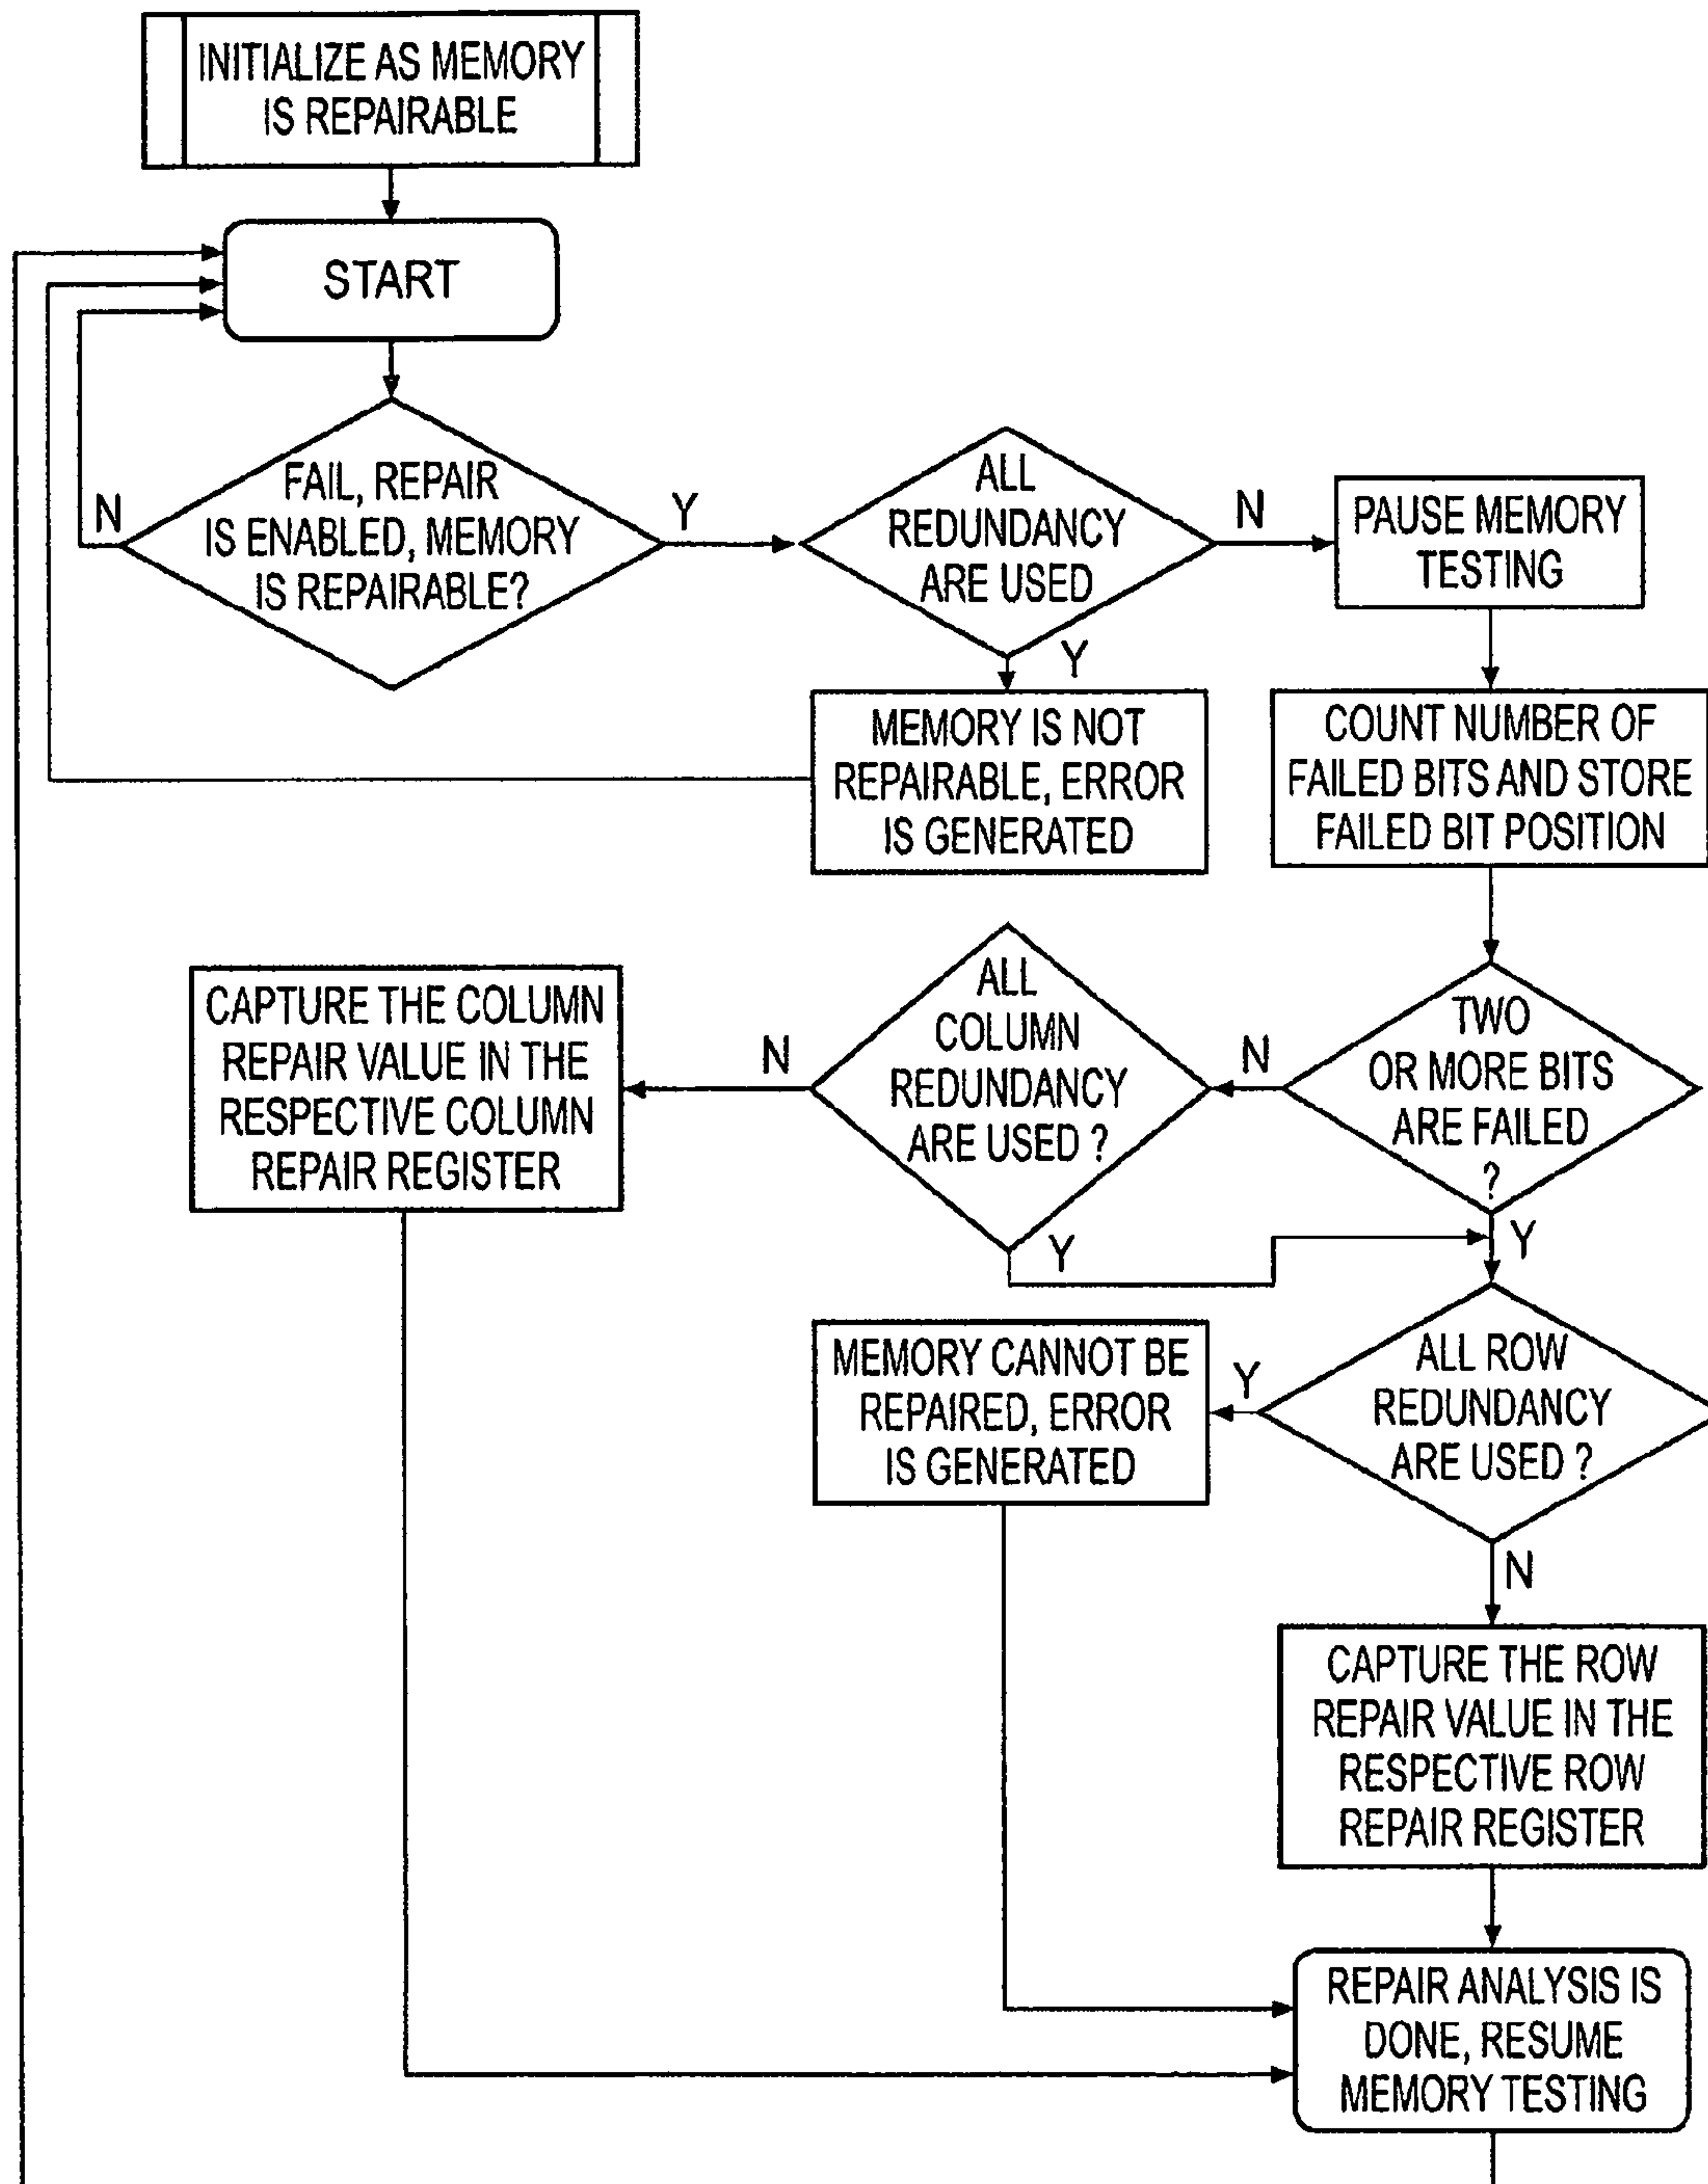 INITIALIZE AS MEMORY
IS REPAIRABLE
START
FAIL, REPAIR
IS ENABLED, MEMORY
IS REPAIRABLE?
N
Y
ALL
REDUNDANCY
ARE USED
N
Y
PAUSE MEMORY
TESTING
MEMORY IS NOT
REPAIRABLE, ERROR
IS GENERATED
COUNT NUMBER OF
FAILED BITS AND STORE
FAILED BIT POSITION
TWO
OR MORE BITS
ARE FAILED
?
N
Y
ALL
COLUMN
REDUNDANCY
ARE USED ?
N
Y
CAPTURE THE COLUMN
REPAIR VALUE IN THE
RESPECTIVE COLUMN
REPAIR REGISTER
ALL ROW
REDUNDANCY
ARE USED ?
Y
N
MEMORY CANNOT BE
REPAIRED, ERROR
IS GENERATED
CAPTURE THE ROW
REPAIR VALUE IN THE
RESPECTIVE ROW
REPAIR REGISTER
REPAIR ANALYSIS IS
DONE, RESUME
MEMORY TESTING